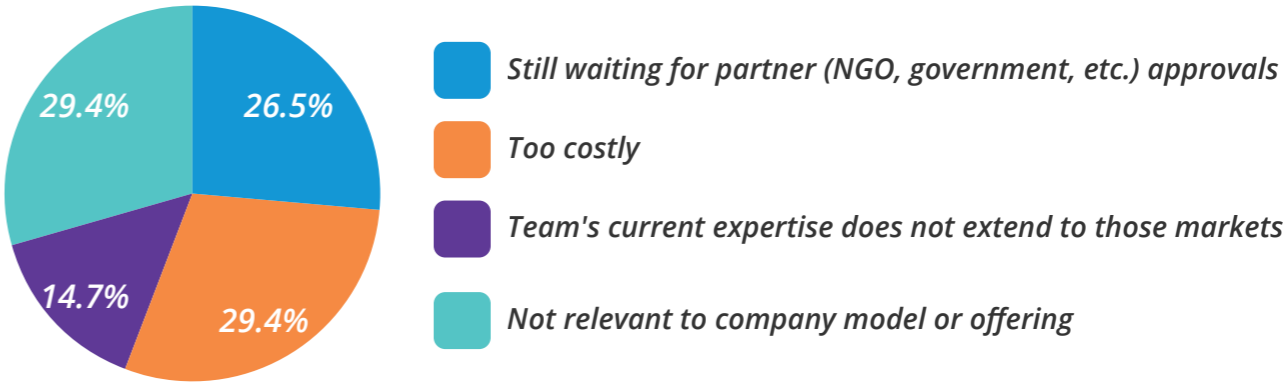 29.4%
26.5%
14.7%
29.4%
Still waiting for partner (NGO, government, etc.) approvals
Too costly
Team's current expertise does not extend to those markets
Not relevant to company model or offering